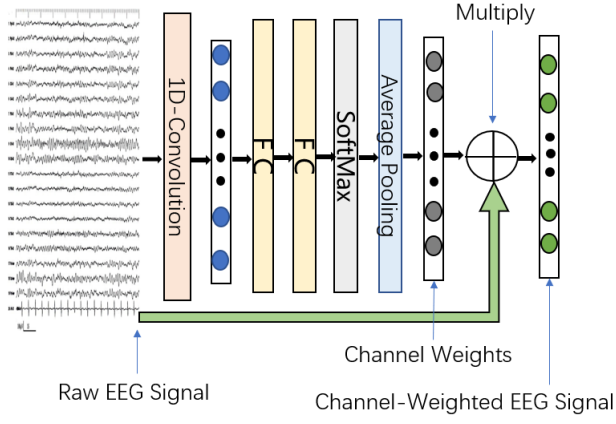 Multiply
1D-Convolution
FC
FC
SoftMax
Average Pooling
Channel Weights
Raw EEG Signal
Channel-Weighted EEG Signal